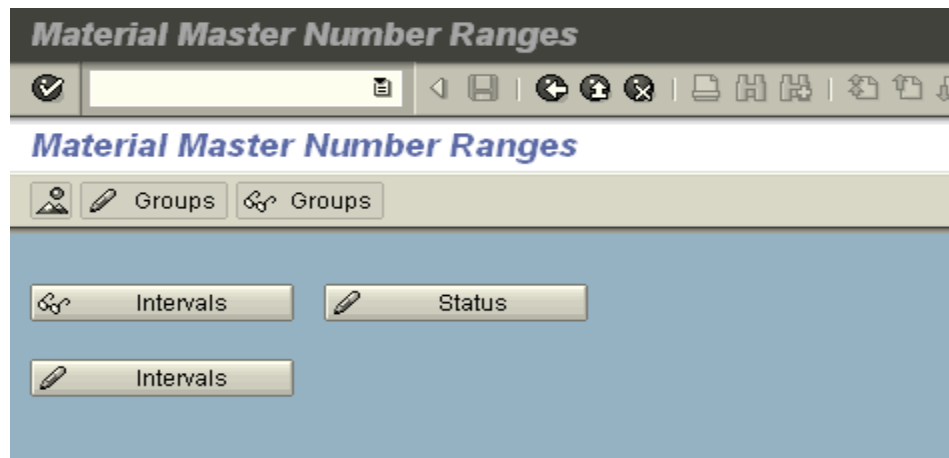 Material Master Number Ranges
Material Master Number Ranges
Groups Groups
Intervals Status
Intervals